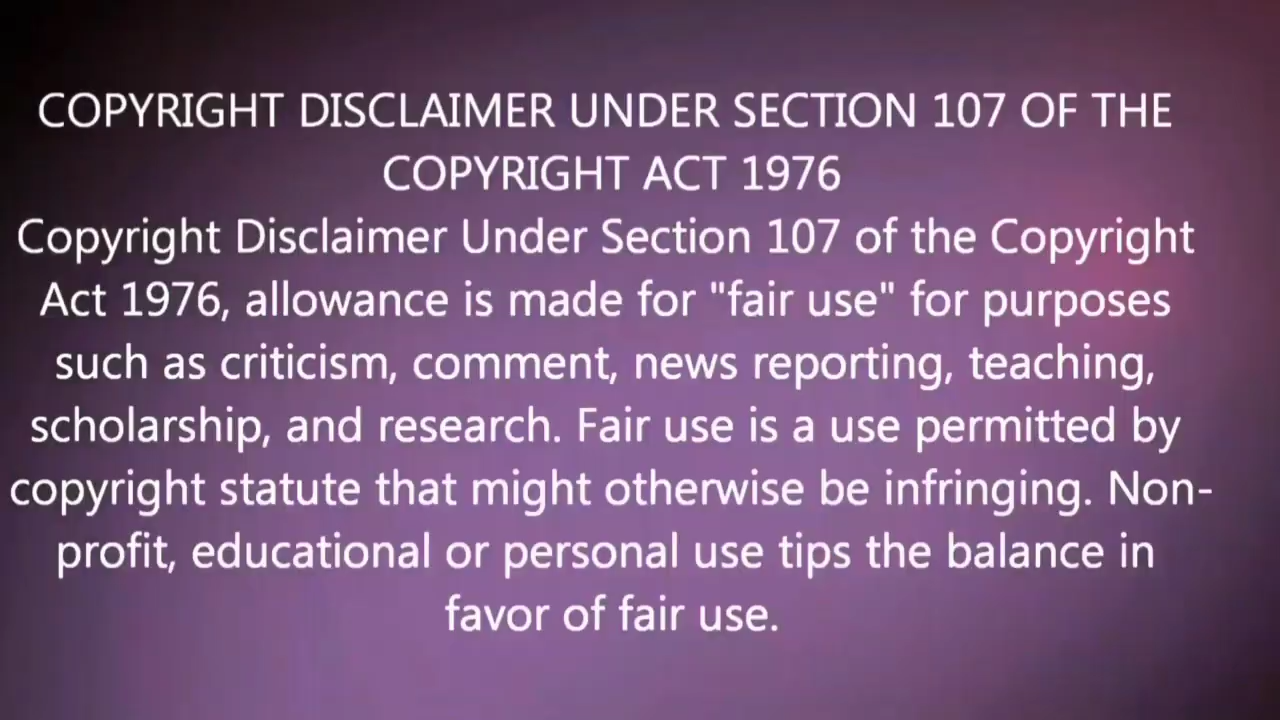 COPYRIGHT DISCLAIMER UNDER SECTION 107 OF THE
COPYRIGHT ACT 1976
Copyright Disclaimer Under Section 107 of the Copyright
Act 1976, allowance is made for "fair use" for purposes
such as criticism, comment, news reporting, teaching,
scholarship, and research. Fair use is a use permitted by
copyright statute that might otherwise be infringing. Non-
profit, educational or personal use tips the balance in
favor of fair use.